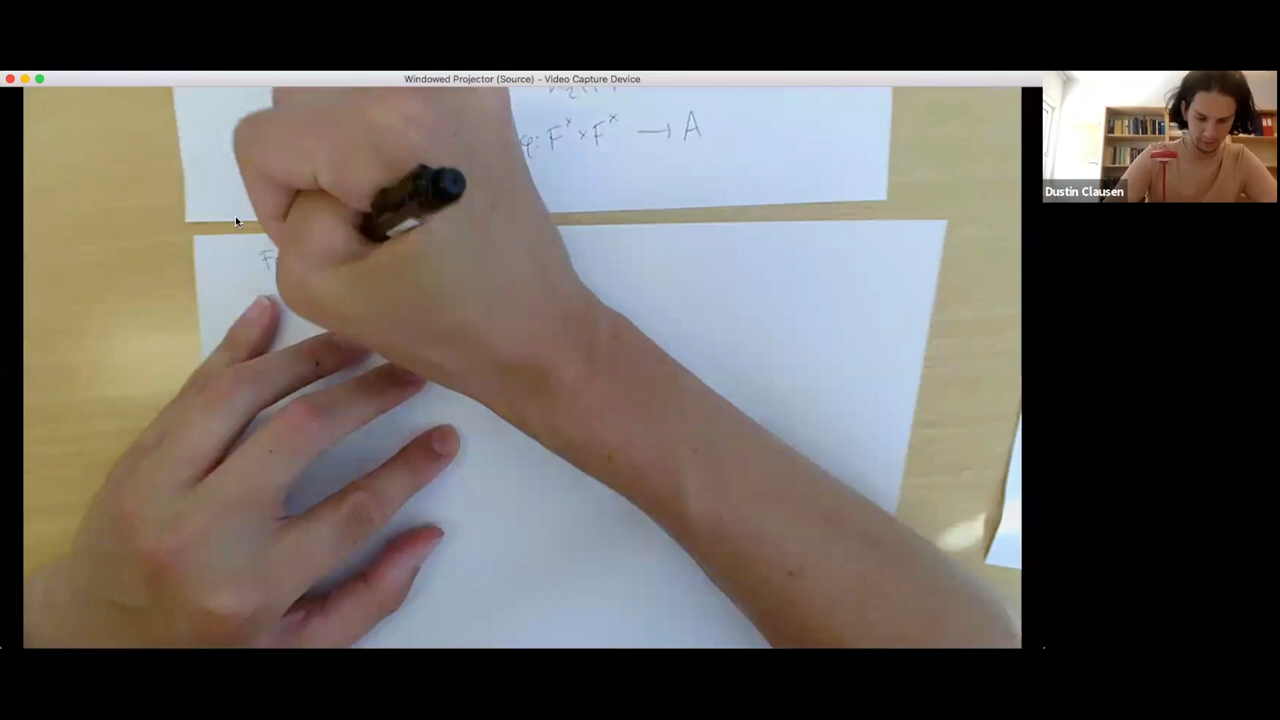 Windowed Projector (Source) - Video Capture Device
φ: F^× × F^× → A
F
Dustin Clausen